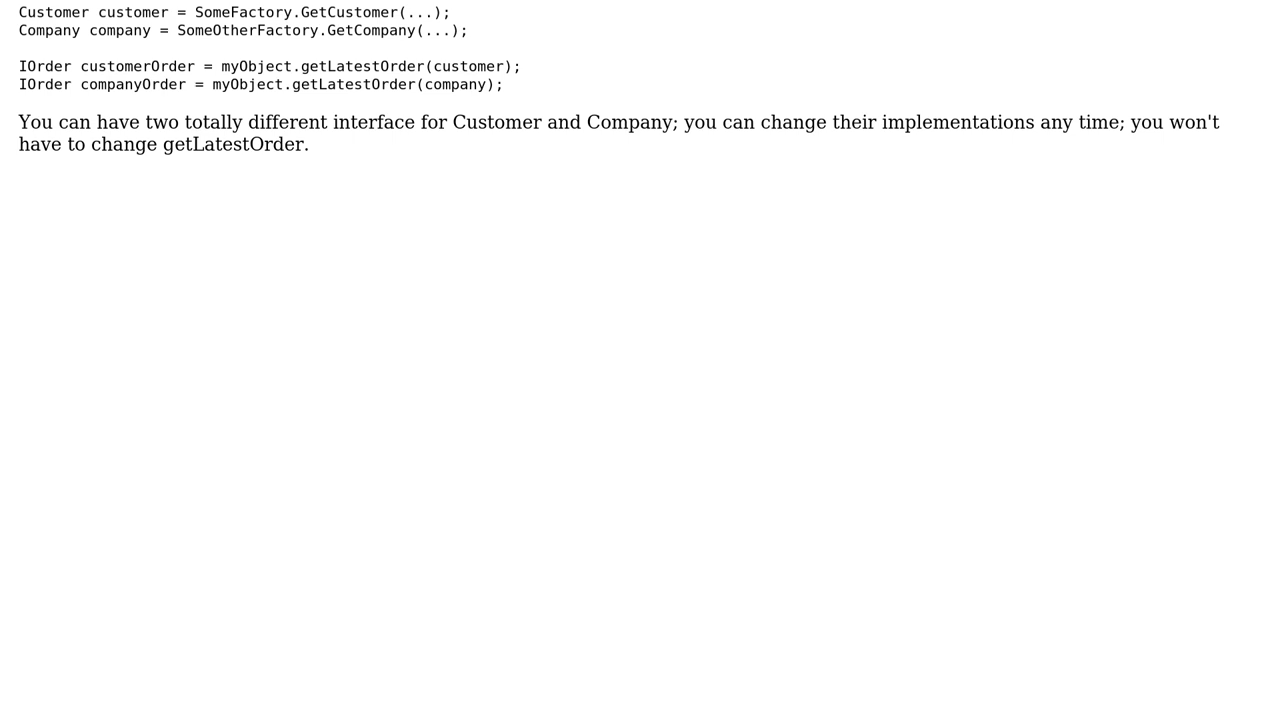 Customer customer = SomeFactory.GetCustomer(...);
Company company = SomeOtherFactory.GetCompany(...);
IOrder customerOrder = myObject.getLatestOrder(customer);
IOrder companyOrder = myObject.getLatestOrder(company);
You can have two totally different interface for Customer and Company; you can change their implementations any time; you won't
have to change getLatestOrder.